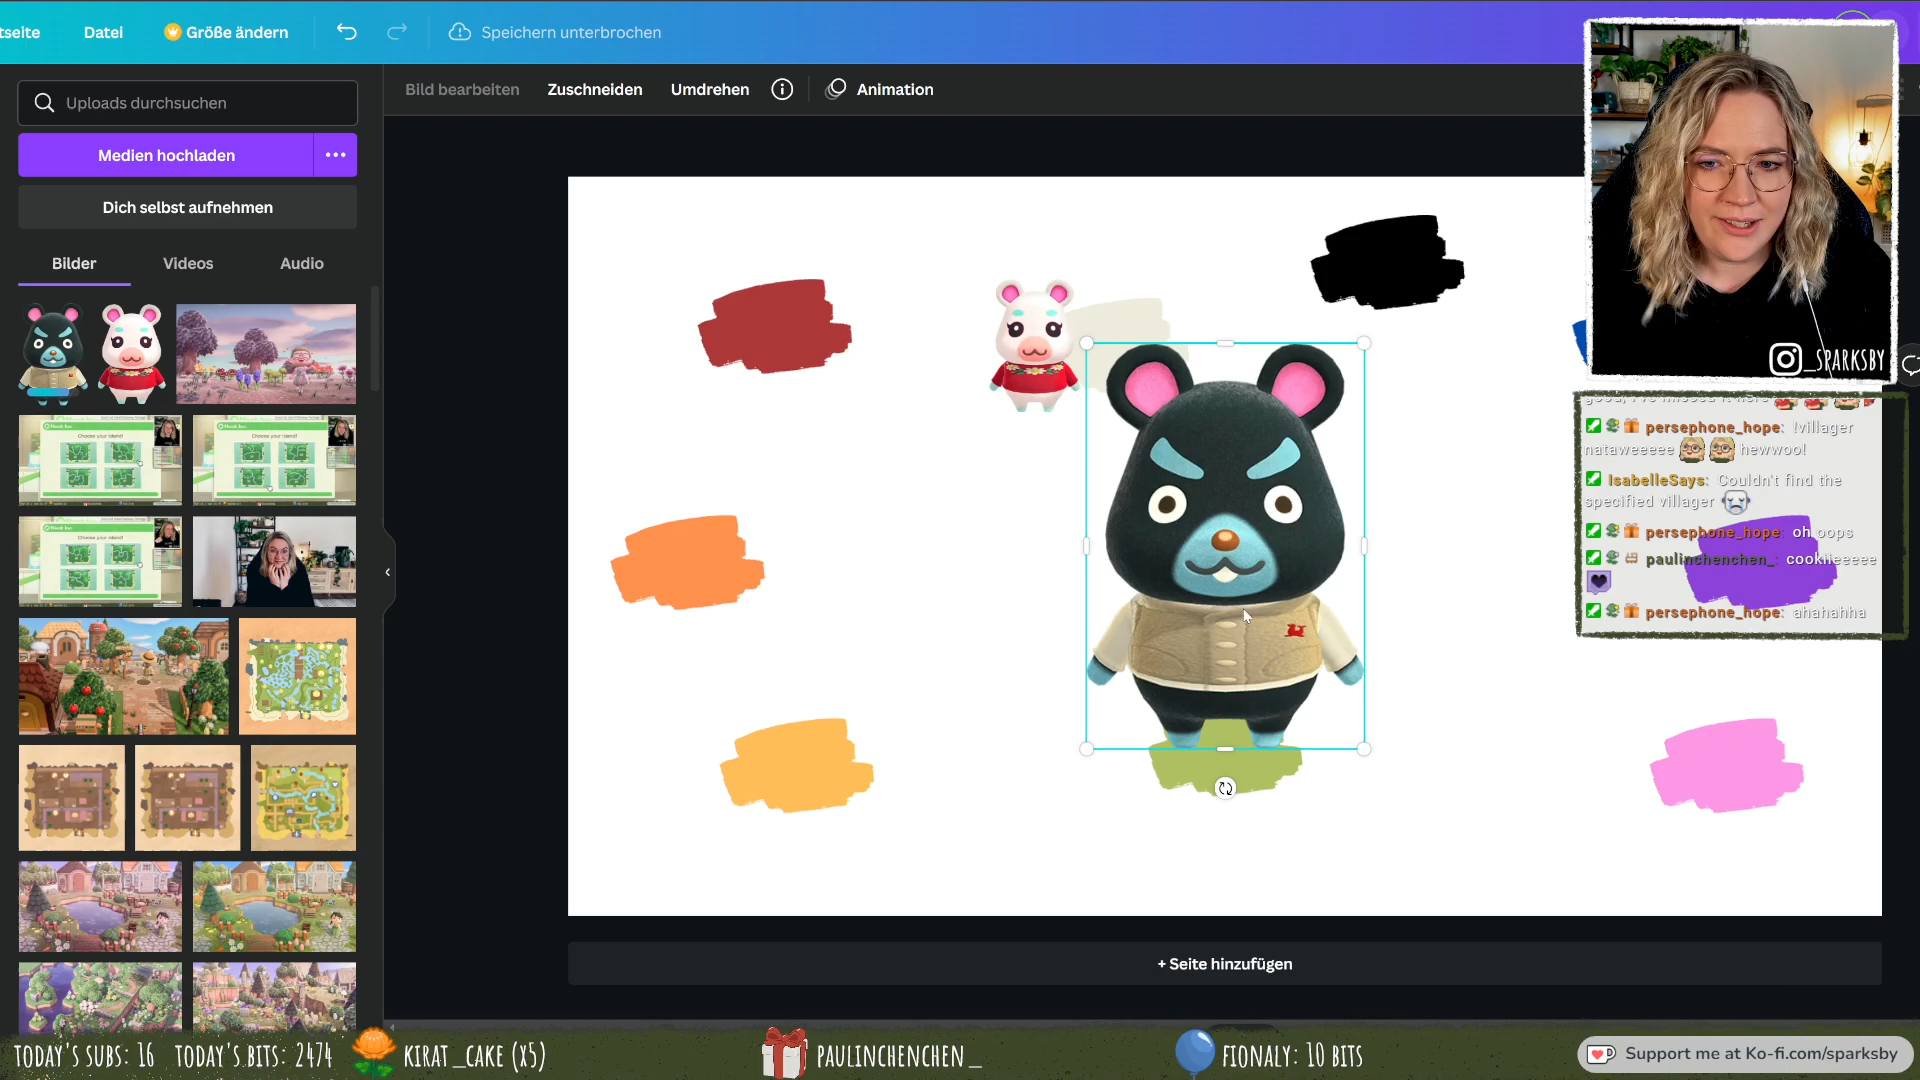 tseite
Datei
Größe ändern
Speichern unterbrochen
Uploads durchsuchen
Medien hochladen
Dich selbst aufnehmen
Bilder
Videos
Audio
Bild bearbeiten
Zuschneiden
Umdrehen
Animation
_SPARKSBY
persephone_hope: !villager
nataweeeee hewwoo!
IsabelleSays: Couldn't find the
specified villager
persephone_hope: oh oops
paulinchenchen_: cookiieeeee
persephone_hope: ahahahha
+ Seite hinzufügen
TODAY'S SUBS: 16 TODAY'S BITS: 2474
KIRAT_CAKE (X5)
PAULINCHENCHEN_
FIONALY: 10 BITS
Support me at Ko-fi.com/sparksby